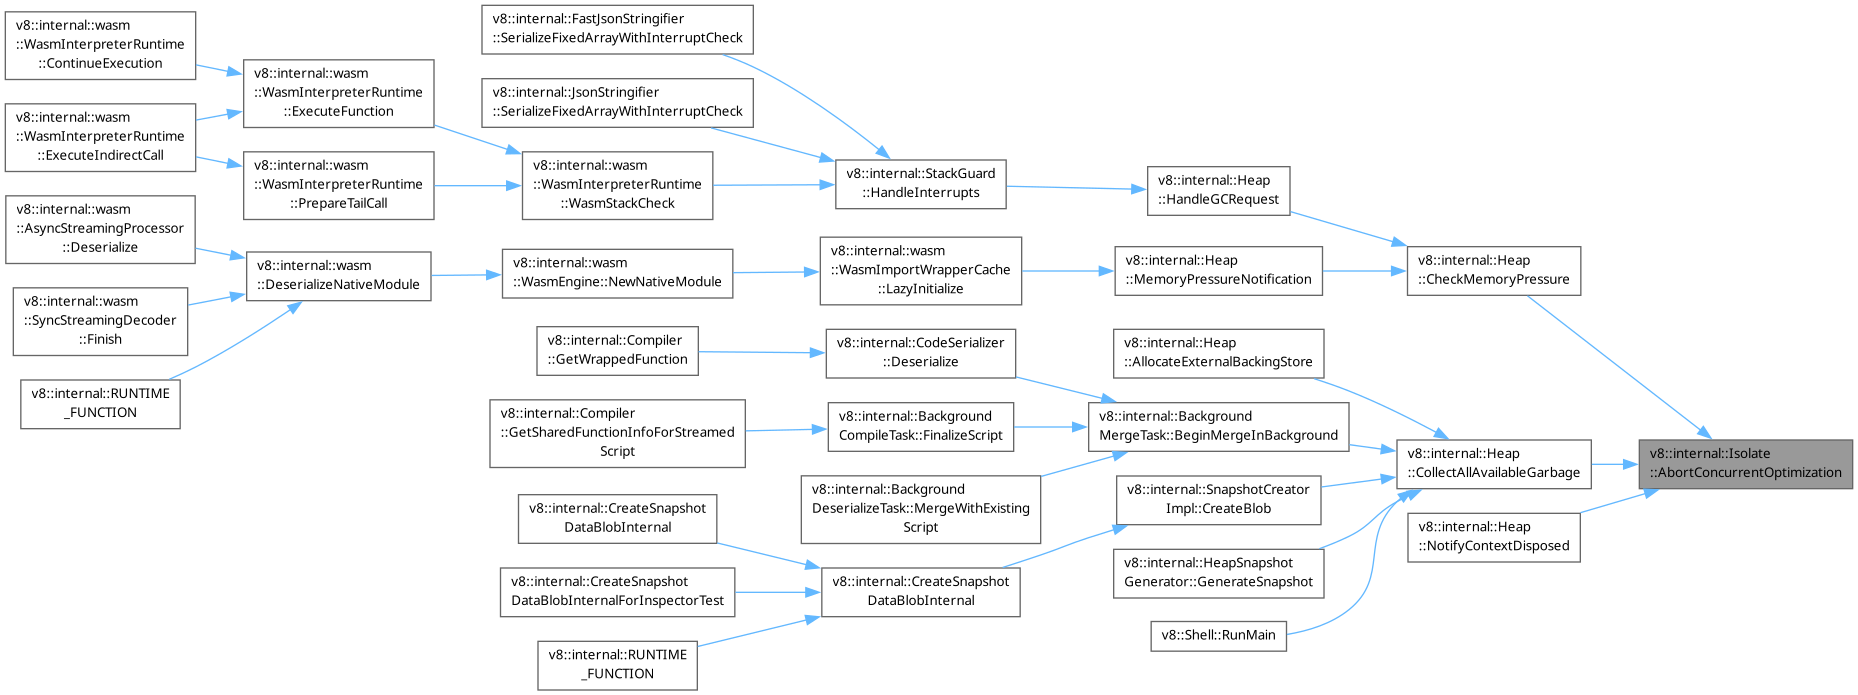 v8::internal::wasm
::WasmInterpreterRuntime
::ContinueExecution
v8::internal::wasm
::WasmInterpreterRuntime
::ExecuteIndirectCall
v8::internal::wasm
::AsyncStreamingProcessor
::Deserialize
v8::internal::wasm
::SyncStreamingDecoder
::Finish
v8::internal::RUNTIME
_FUNCTION
v8::internal::wasm
::WasmInterpreterRuntime
::ExecuteFunction
v8::internal::wasm
::WasmInterpreterRuntime
::PrepareTailCall
v8::internal::wasm
::DeserializeNativeModule
v8::internal::FastJsonStringifier
::SerializeFixedArrayWithInterruptCheck
v8::internal::JsonStringifier
::SerializeFixedArrayWithInterruptCheck
v8::internal::wasm
::WasmInterpreterRuntime
::WasmStackCheck
v8::internal::wasm
::WasmEngine::NewNativeModule
v8::internal::Compiler
::GetWrappedFunction
v8::internal::Compiler
::GetSharedFunctionInfoForStreamed
Script
v8::internal::CreateSnapshot
DataBlobInternal
v8::internal::CreateSnapshot
DataBlobInternalForInspectorTest
v8::internal::RUNTIME
_FUNCTION
v8::internal::StackGuard
::HandleInterrupts
v8::internal::wasm
::WasmImportWrapperCache
::LazyInitialize
v8::internal::CodeSerializer
::Deserialize
v8::internal::Background
CompileTask::FinalizeScript
v8::internal::Background
DeserializeTask::MergeWithExisting
Script
v8::internal::CreateSnapshot
DataBlobInternal
v8::internal::Heap
::HandleGCRequest
v8::internal::Heap
::MemoryPressureNotification
v8::internal::Heap
::AllocateExternalBackingStore
v8::internal::Background
MergeTask::BeginMergeInBackground
v8::internal::SnapshotCreator
Impl::CreateBlob
v8::internal::HeapSnapshot
Generator::GenerateSnapshot
v8::Shell::RunMain
v8::internal::Heap
::CheckMemoryPressure
v8::internal::Heap
::CollectAllAvailableGarbage
v8::internal::Heap
::NotifyContextDisposed
v8::internal::Isolate
::AbortConcurrentOptimization